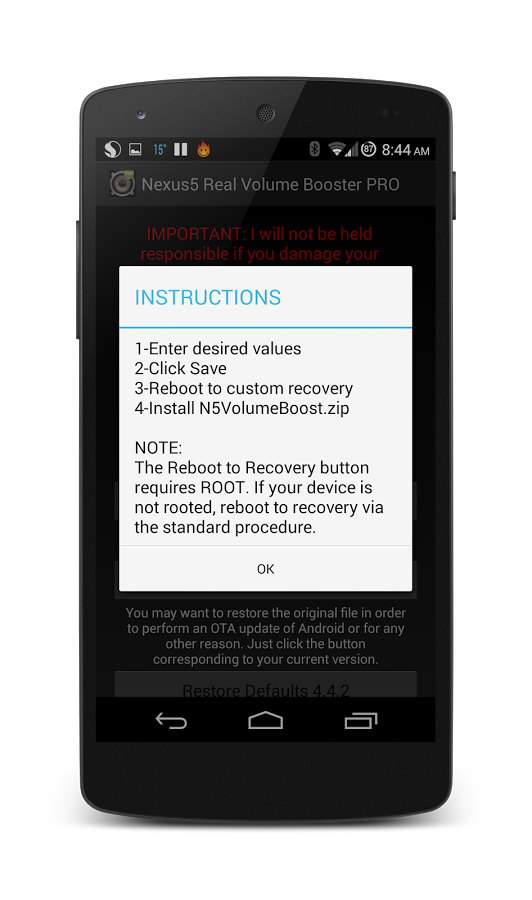 15°
87
8:44 AM
Nexus5 Real Volume Booster PRO
IMPORTANT: I will not be held
responsible if you damage your
INSTRUCTIONS
1-Enter desired values
2-Click Save
3-Reboot to custom recovery
4-Install N5VolumeBoost.zip
NOTE:
The Reboot to Recovery button
requires ROOT. If your device is
not rooted, reboot to recovery via
the standard procedure.
OK
You may want to restore the original file in order
to perform an OTA update of Android or for any
other reason. Just click the button
corresponding to your current version.
Restore Defaults 4.4.2